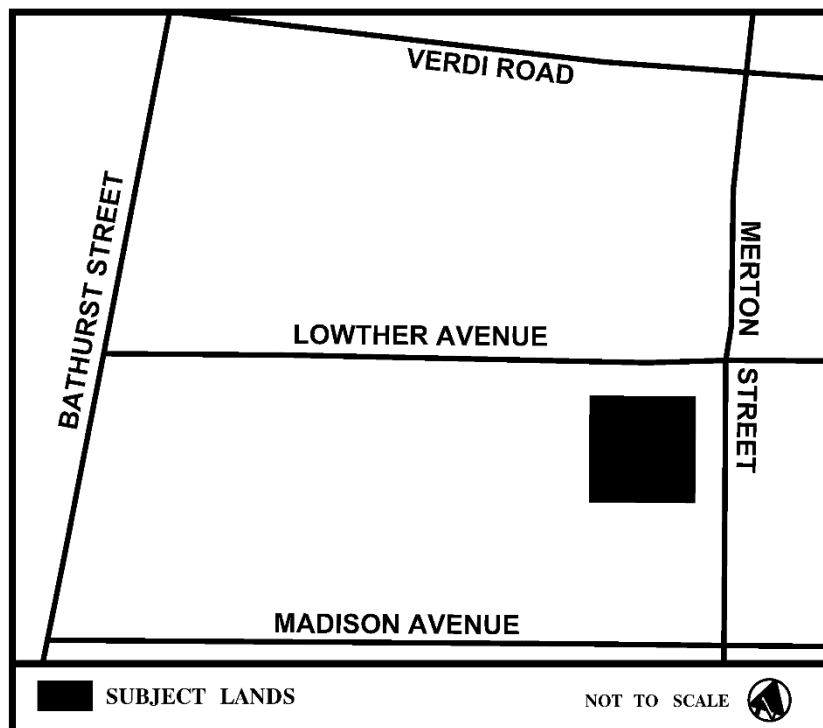 VERDI ROAD
BATHURST STREET
MERTON STREET
LOWTHER AVENUE
MADISON AVENUE
SUBJECT LANDS
NOT TO SCALE